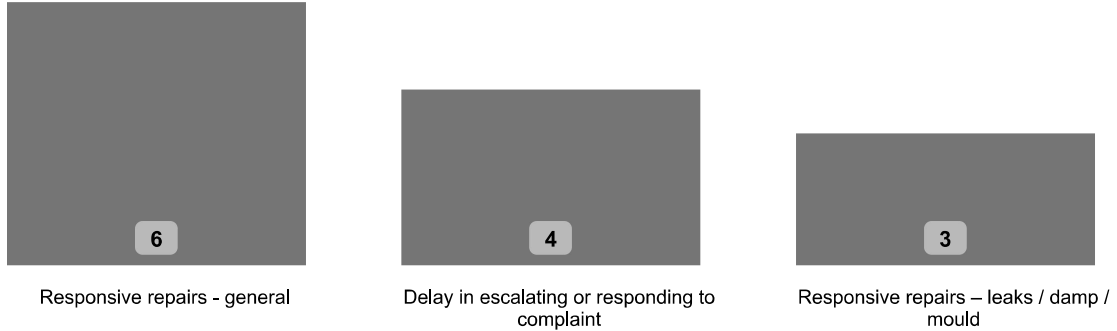 6
4
3
Responsive repairs - general
Delay in escalating or responding to
complaint
Responsive repairs – leaks / damp /
mould